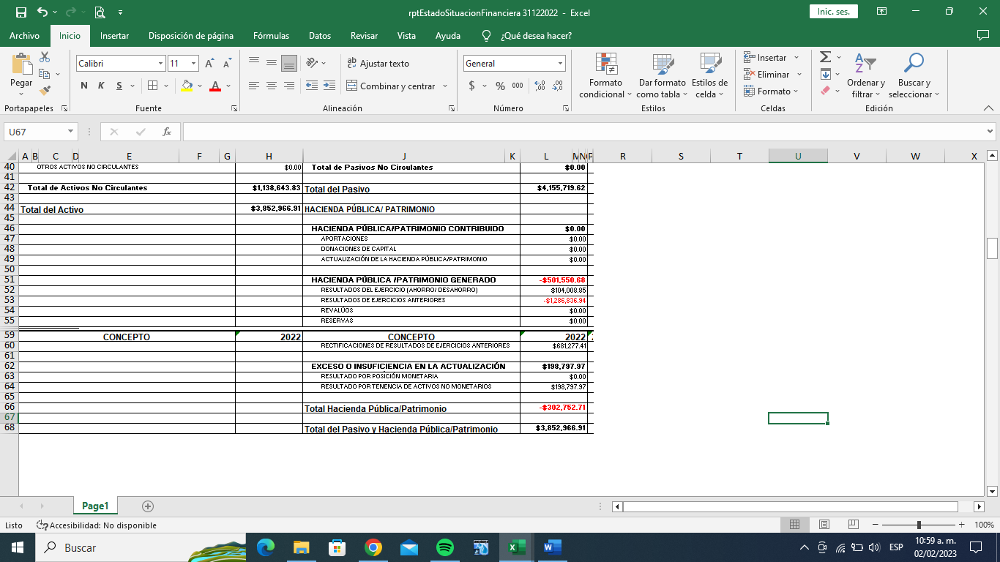 rptEstadoSituacionFinanciera 31122022 - Excel
Inic. ses.
Archivo Inicio Insertar Disposición de página Fórmulas Datos Revisar Vista Ayuda ¿Qué desea hacer?
Pegar
Calibri 11
Ajustar texto
General
Insertar
N K S
Combinar y centrar
$ % 000
Formato condicional
Dar formato como tabla
Estilos de celda
Eliminar
Formato
Ordenar y filtrar
Buscar y seleccionar
Portapapeles Fuente Alineación Número Estilos Celdas Edición
U67 fx
A B C D E F G H J K L M N P R S T U V W X
40 OTROS ACTIVOS NO CIRCULANTES $0.00 Total de Pasivos No Circulantes $0.00
41
42 Total de Activos No Circulantes $1,138,643.83 Total del Pasivo $4,155,719.62
43
44 Total del Activo $3,852,966.91 HACIENDA PÚBLICA/ PATRIMONIO
45
46 HACIENDA PÚBLICA/PATRIMONIO CONTRIBUIDO $0.00
47 APORTACIONES $0.00
48 DONACIONES DE CAPITAL $0.00
49 ACTUALIZACIÓN DE LA HACIENDA PÚBLICA/PATRIMONIO $0.00
50
51 HACIENDA PÚBLICA /PATRIMONIO GENERADO -$501,550.68
52 RESULTADOS DEL EJERCICIO (AHORRO/ DESAHORRO) $104,008.85
53 RESULTADOS DE EJERCICIOS ANTERIORES -$1,286,836.94
54 REVALÚOS $0.00
55 RESERVAS $0.00
59 CONCEPTO 2022 CONCEPTO 2022
60 RECTIFICACIONES DE RESULTADOS DE EJERCICIOS ANTERIORES $681,277.41
61
62 EXCESO O INSUFICIENCIA EN LA ACTUALIZACIÓN $198,797.97
63 RESULTADO POR POSICIÓN MONETARIA $0.00
64 RESULTADO POR TENENCIA DE ACTIVOS NO MONETARIOS $198,797.97
65
66 Total Hacienda Pública/Patrimonio -$302,752.71
67
68 Total del Pasivo y Hacienda Pública/Patrimonio $3,852,966.91
Page1
Listo Accesibilidad: No disponible 100%
Buscar
ESP
10:59 a. m.
02/02/2023